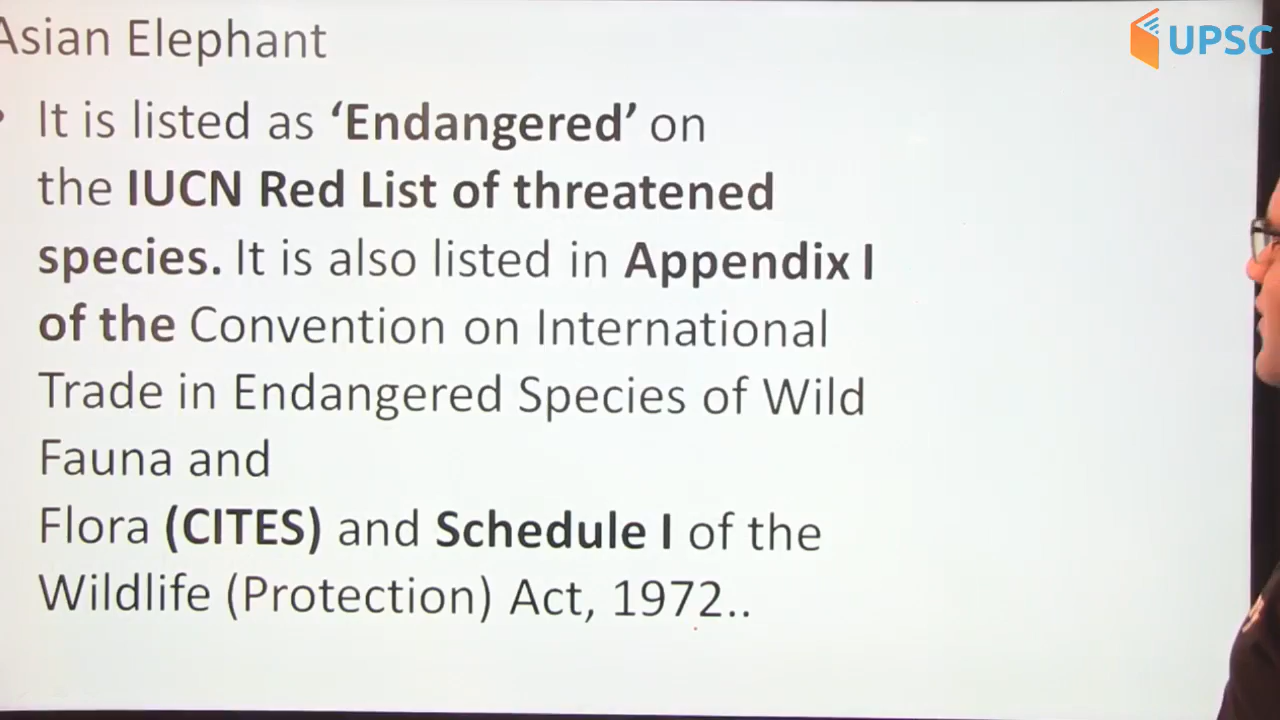 Asian Elephant
UPSC
• It is listed as ‘Endangered’ on
the IUCN Red List of threatened
species. It is also listed in Appendix I
of the Convention on International
Trade in Endangered Species of Wild
Fauna and
Flora (CITES) and Schedule I of the
Wildlife (Protection) Act, 1972..